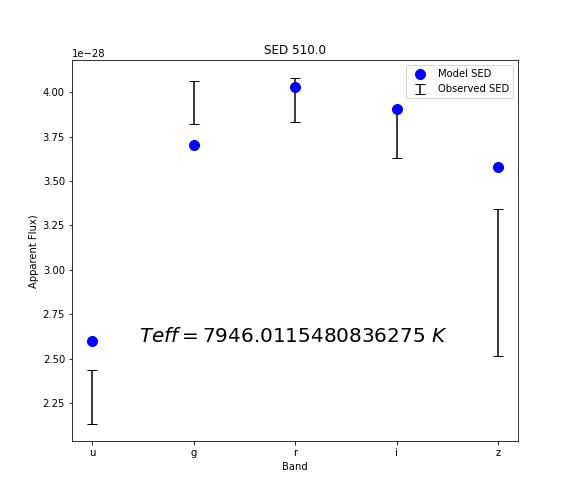 SED 510.0
1e−28
Model SED
Observed SED
4.00
3.75
3.50
3.25
3.00
2.75
2.50
2.25
Apparent Flux)
Teff = 7946.0115480836275 K
u g r i z
Band